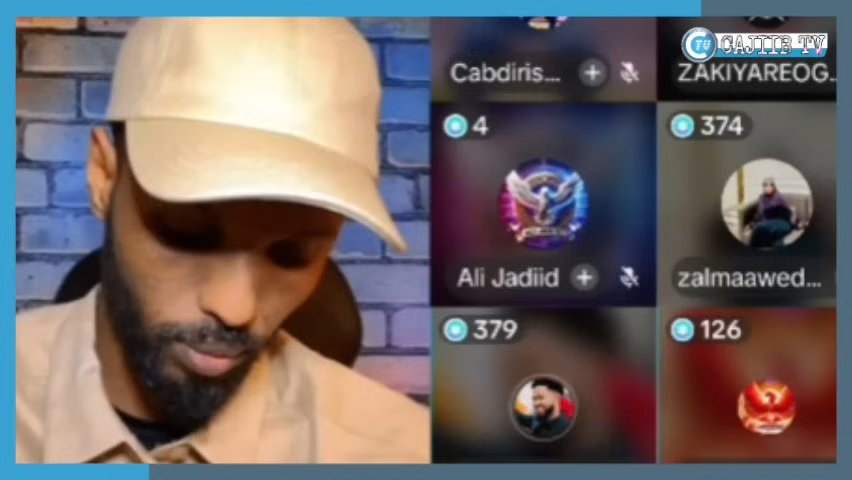 CAJIIB TV
Cabdiris...
ZAKIYAREOG...
4
374
Ali Jadiid
zalmaawed...
379
126